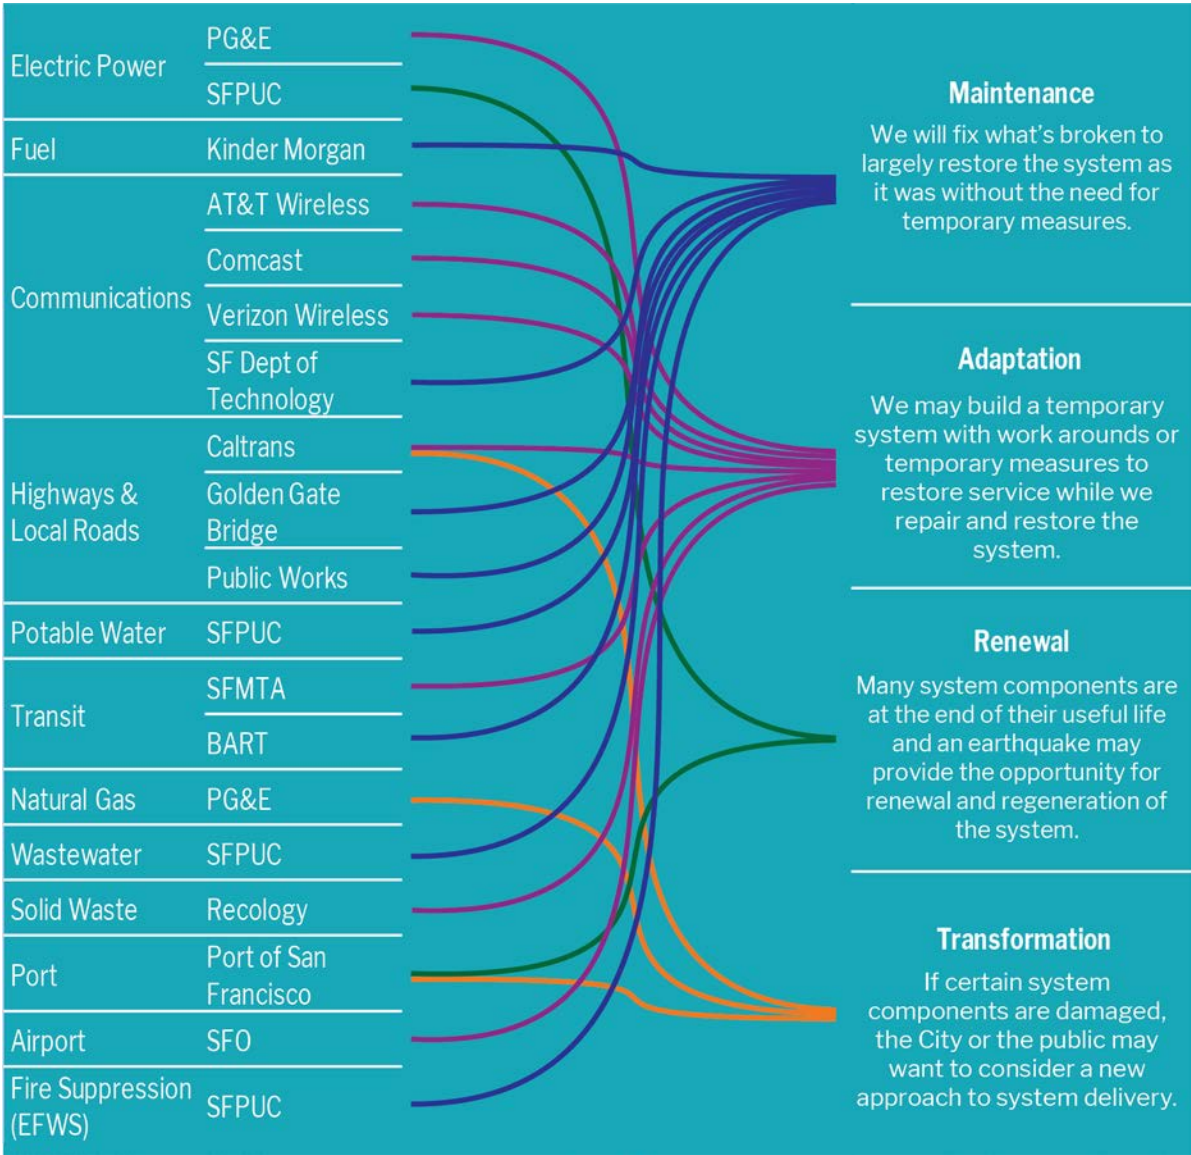 Electric Power
PG&E
SFPUC
Fuel
Kinder Morgan
Communications
AT&T Wireless
Comcast
Verizon Wireless
SF Dept of
Technology
Highways &
Local Roads
Caltrans
Golden Gate
Bridge
Public Works
Potable Water
SFPUC
Transit
SFMTA
BART
Natural Gas
PG&E
Wastewater
SFPUC
Solid Waste
Recology
Port
Port of San
Francisco
Airport
SFO
Fire Suppression
(EFWS)
SFPUC
Maintenance
We will fix what’s broken to
largely restore the system as
it was without the need for
temporary measures.
Adaptation
We may build a temporary
system with work arounds or
temporary measures to
restore service while we
repair and restore the
system.
Renewal
Many system components are
at the end of their useful life
and an earthquake may
provide the opportunity for
renewal and regeneration of
the system.
Transformation
If certain system
components are damaged,
the City or the public may
want to consider a new
approach to system delivery.